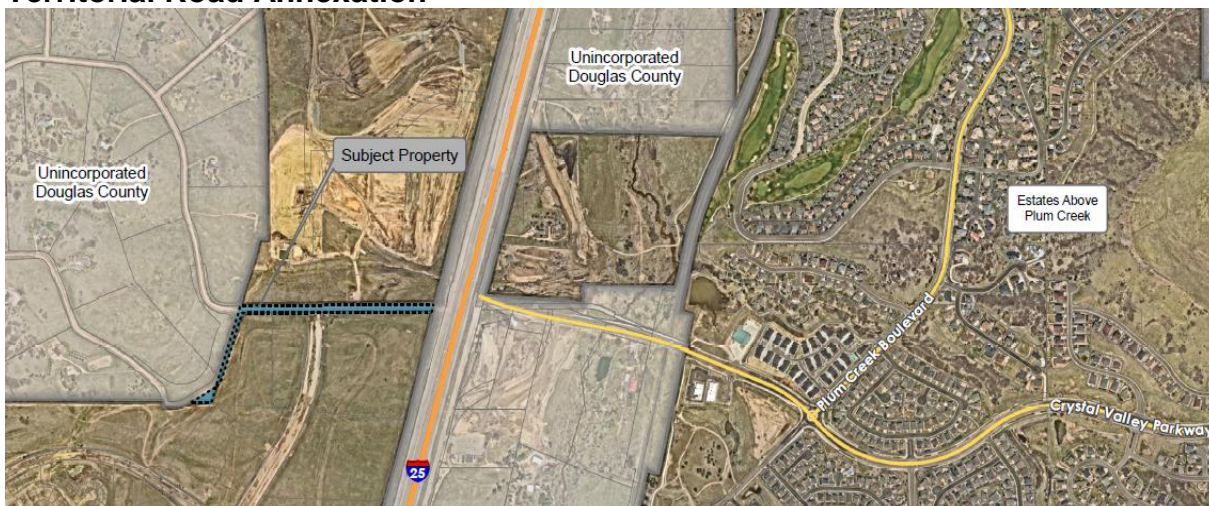 Territorial Road Annexation
Unincorporated
Douglas County
Subject Property
Unincorporated
Douglas County
Estates Above
Plum Creek
Plum Creek Boulevard
Crystal Valley Parkway
25